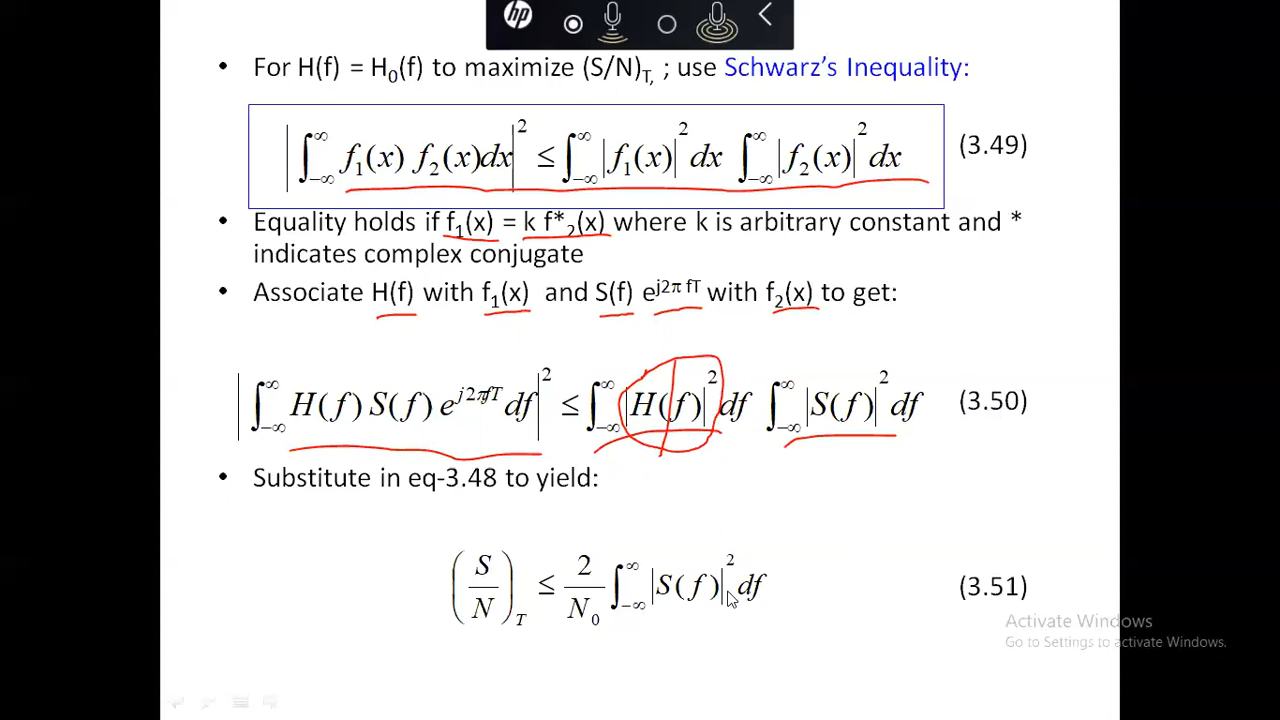 hp
• For H(f) = H₀(f) to maximize (S/N)_T, ; use Schwarz's Inequality:
|∫_{-∞}^{∞} f₁(x) f₂(x)dx|² ≤ ∫_{-∞}^{∞} |f₁(x)|² dx ∫_{-∞}^{∞} |f₂(x)|² dx (3.49)
• Equality holds if f₁(x) = k f*₂(x) where k is arbitrary constant and *
indicates complex conjugate
• Associate H(f) with f₁(x) and S(f) e^{j2π fT} with f₂(x) to get:
|∫_{-∞}^{∞} H(f) S(f) e^{j2πfT} df|² ≤ ∫_{-∞}^{∞} |H(f)|² df ∫_{-∞}^{∞} |S(f)|² df (3.50)
• Substitute in eq-3.48 to yield:
(S/N)_T ≤ 2/N₀ ∫_{-∞}^{∞} |S(f)|² df (3.51)
Activate Windows
Go to Settings to activate Windows.